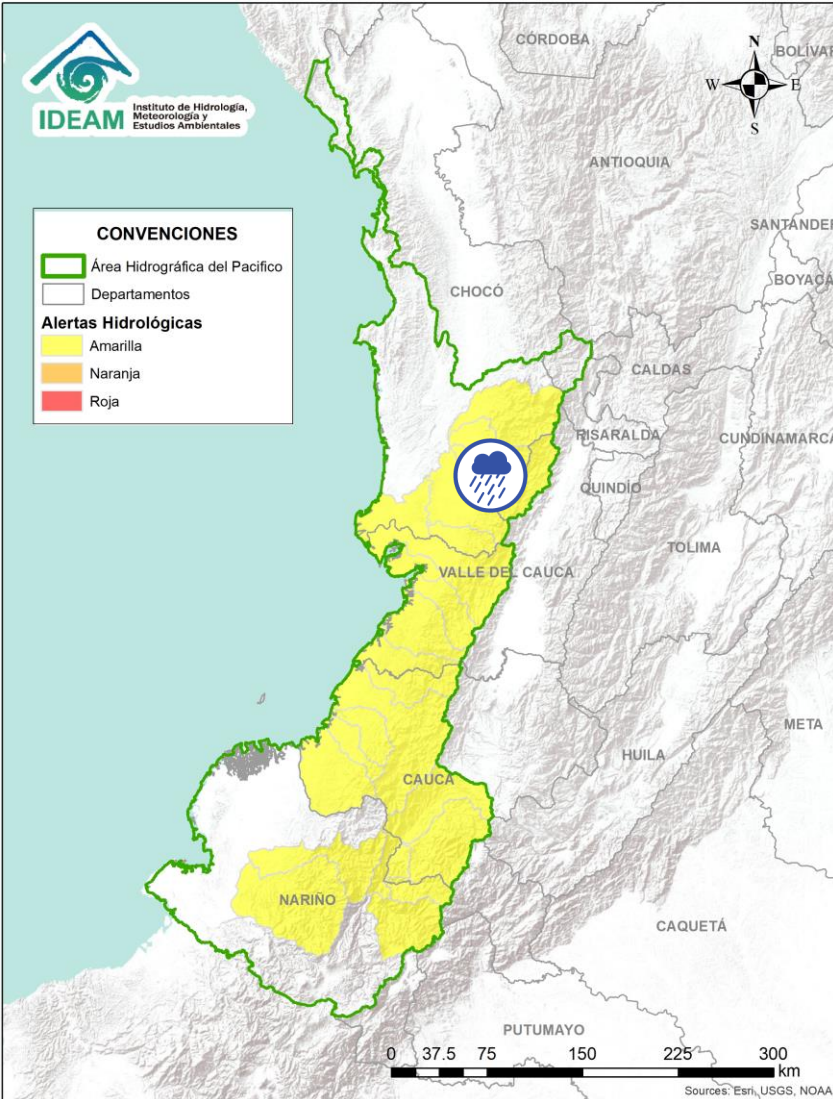 IDEAM
Instituto de Hidrología,
Meteorología y
Estudios Ambientales
N
W
E
S
CONVENCIONES
Área Hidrográfica del Pacifico
Departamentos
Alertas Hidrológicas
Amarilla
Naranja
Roja
CÓRDOBA
BOLÍVAR
ANTIOQUIA
SANTANDER
BOYACÁ
CHOCÓ
CALDAS
RISARALDA
CUNDINAMARCA
QUINDÍO
TOLIMA
VALLE DEL CAUCA
META
HUILA
CAUCA
NARIÑO
CAQUETÁ
PUTUMAYO
0 37.5 75 150 225 300
km
Sources: Esri, USGS, NOAA